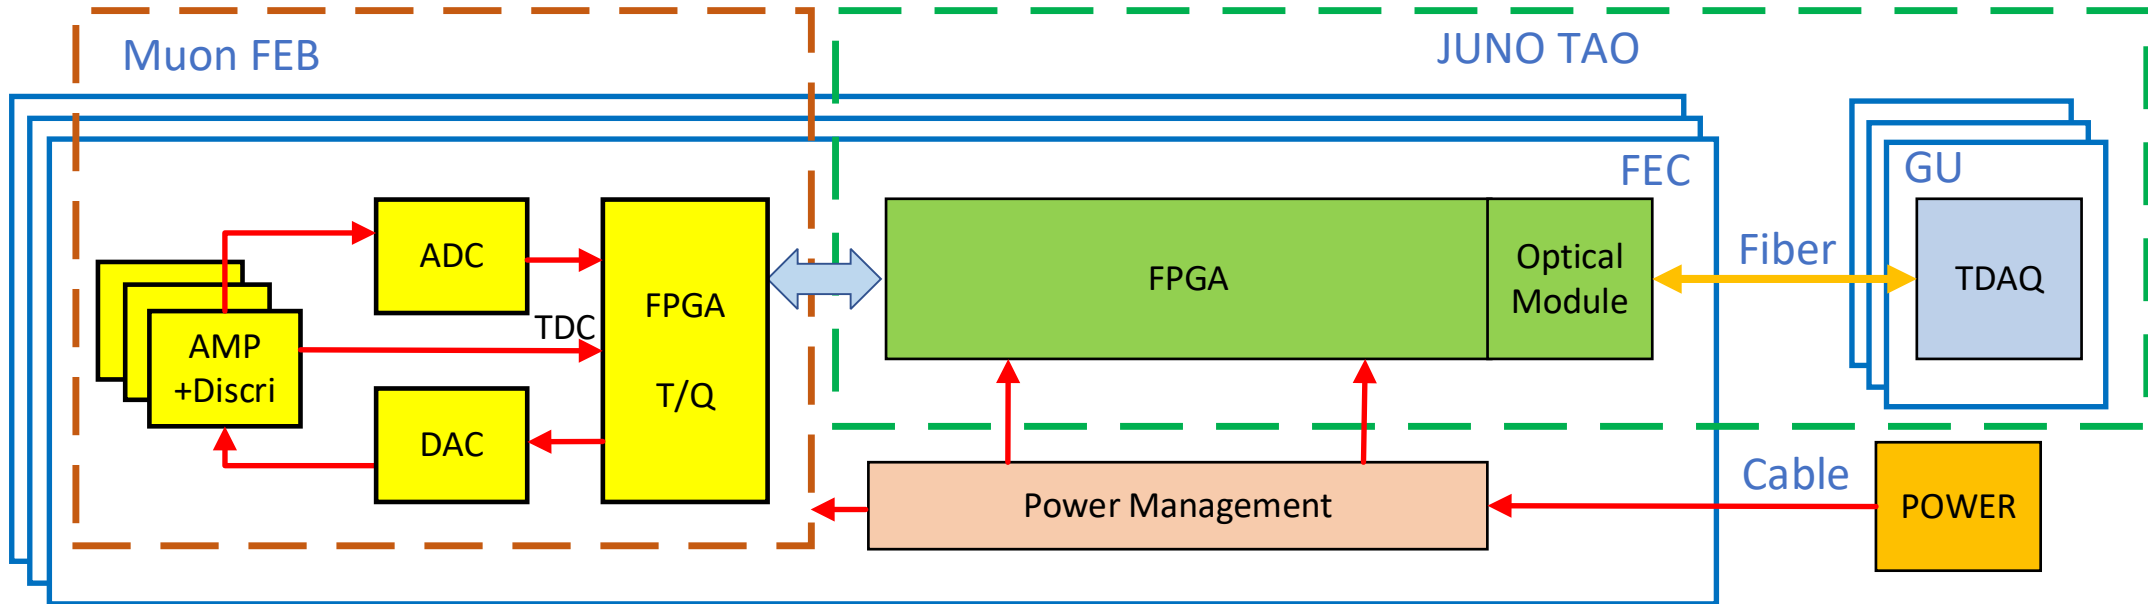 Muon FEB
JUNO TAO
FEC
GU
ADC
FPGA
T/Q
TDC
AMP
+Discri
DAC
FPGA
Optical
Module
Fiber
TDAQ
Power Management
Cable
POWER